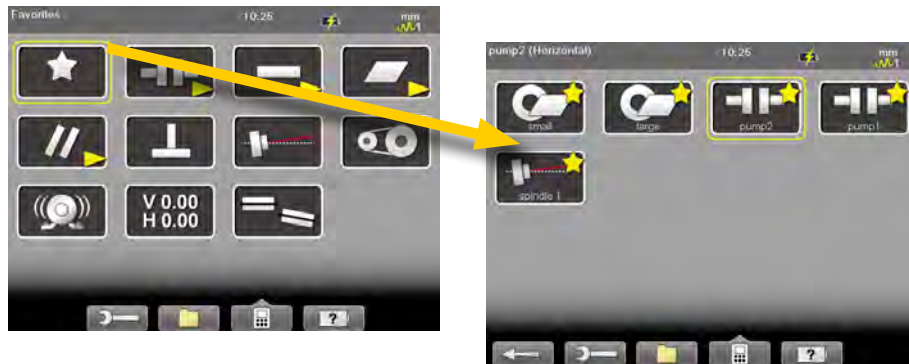 Favorites
10:25
mm
1
V 0.00
H 0.00
?
pump2 (Horizontal)
10:25
mm
1
small
large
pump2
pump1
spindle 1
?